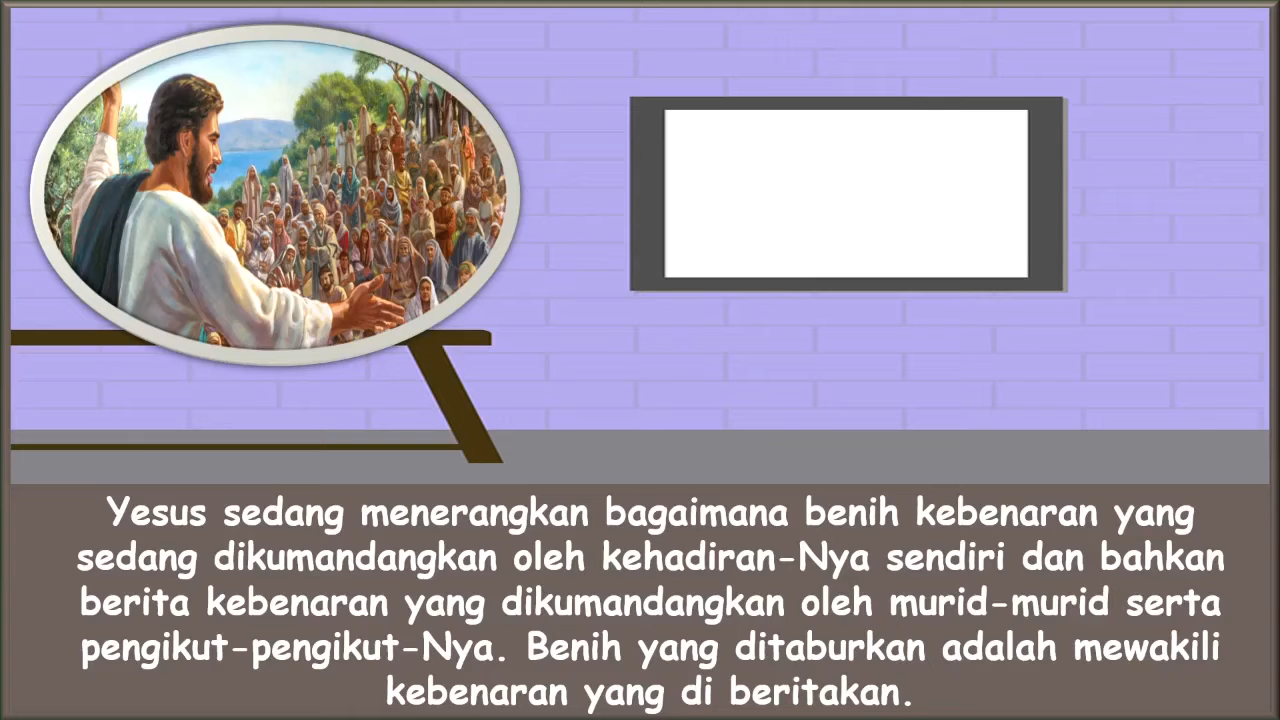 Yesus sedang menerangkan bagaimana benih kebenaran yang
sedang dikumandangkan oleh kehadiran-Nya sendiri dan bahkan
berita kebenaran yang dikumandangkan oleh murid-murid serta
pengikut-pengikut-Nya. Benih yang ditaburkan adalah mewakili
kebenaran yang di beritakan.